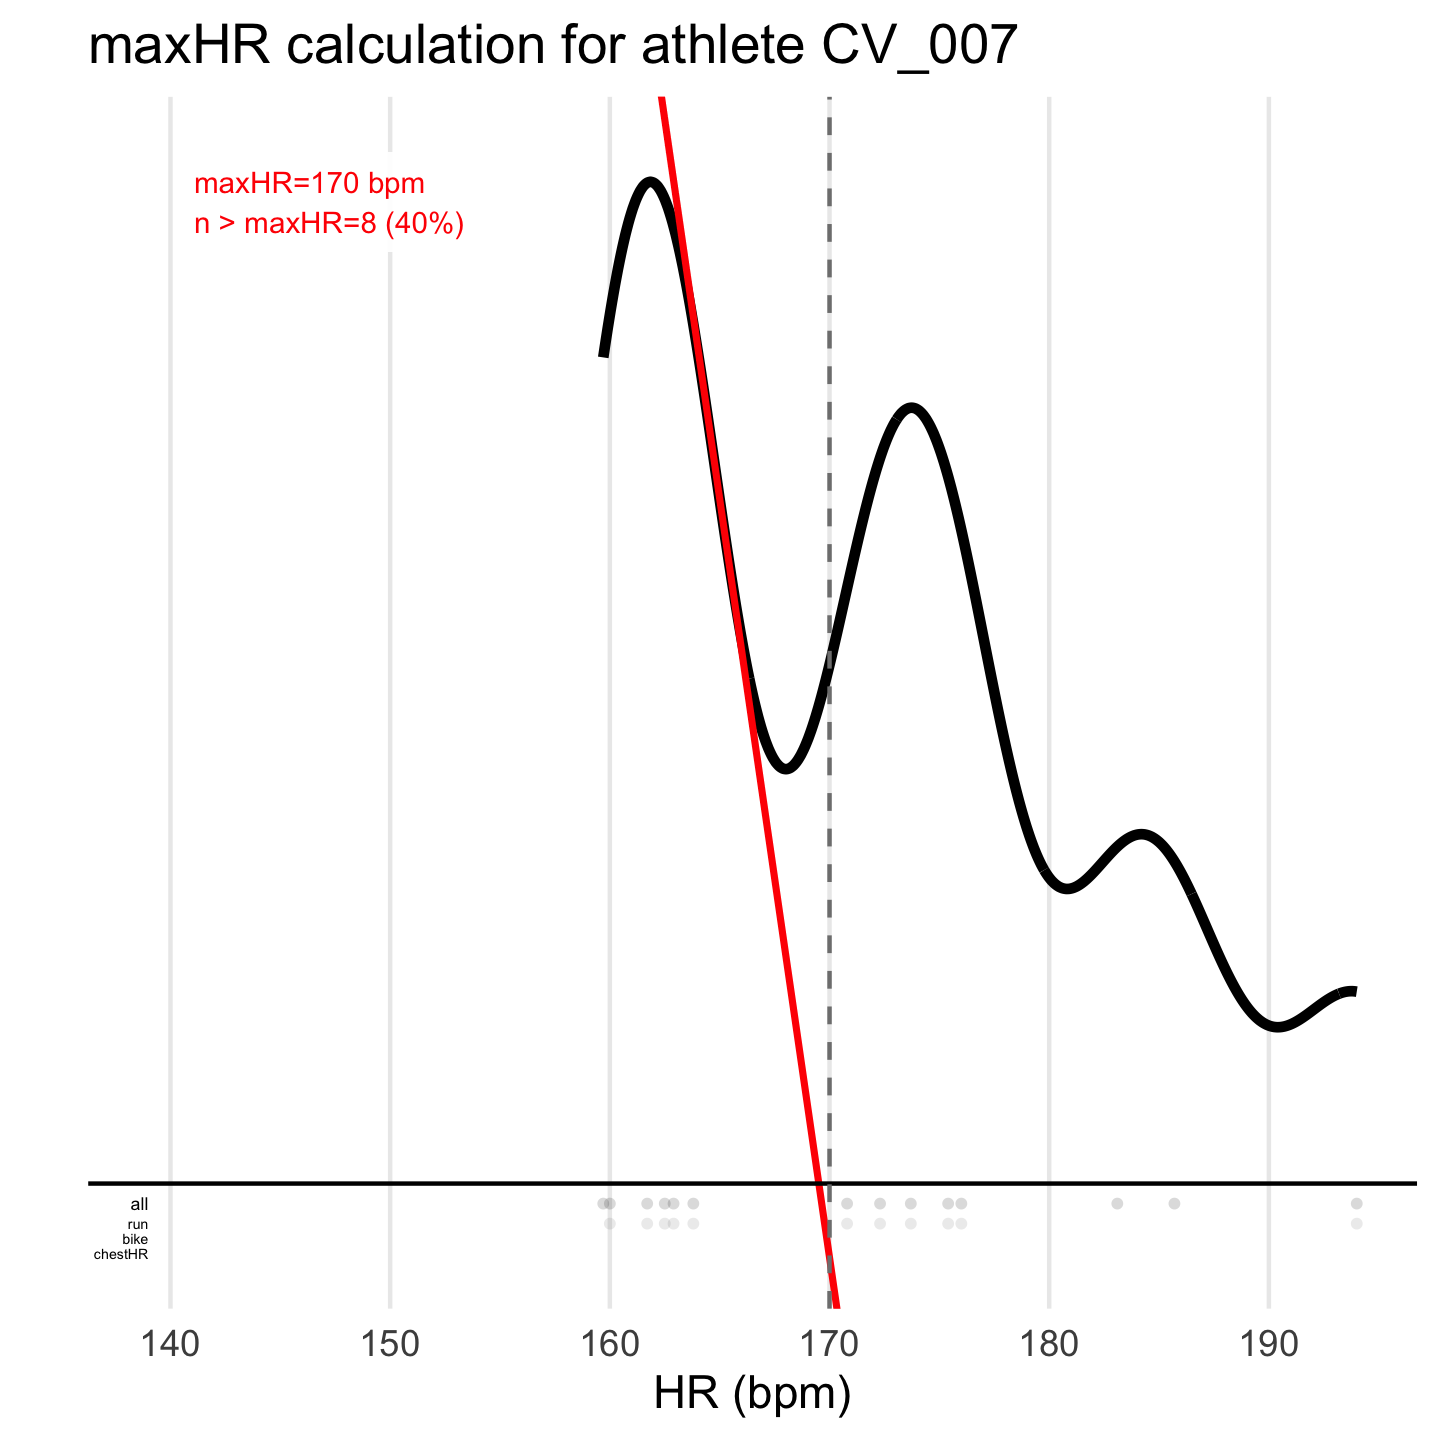 maxHR calculation for athlete CV_007
maxHR=170 bpm
n > maxHR=8 (40%)
all
run
bike
chestHR
140 150 160 170 180 190
HR (bpm)